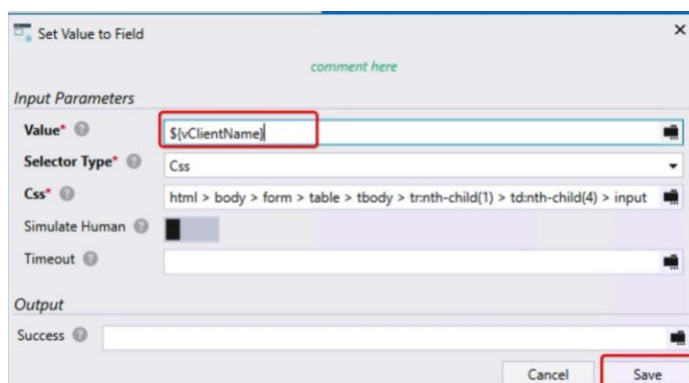 Set Value to Field
comment here
Input Parameters
Value*
${vClientName}
Selector Type*
Css
Css*
html > body > form > table > tbody > tr:nth-child(1) > td:nth-child(4) > input
Simulate Human
Timeout
Output
Success
Cancel Save